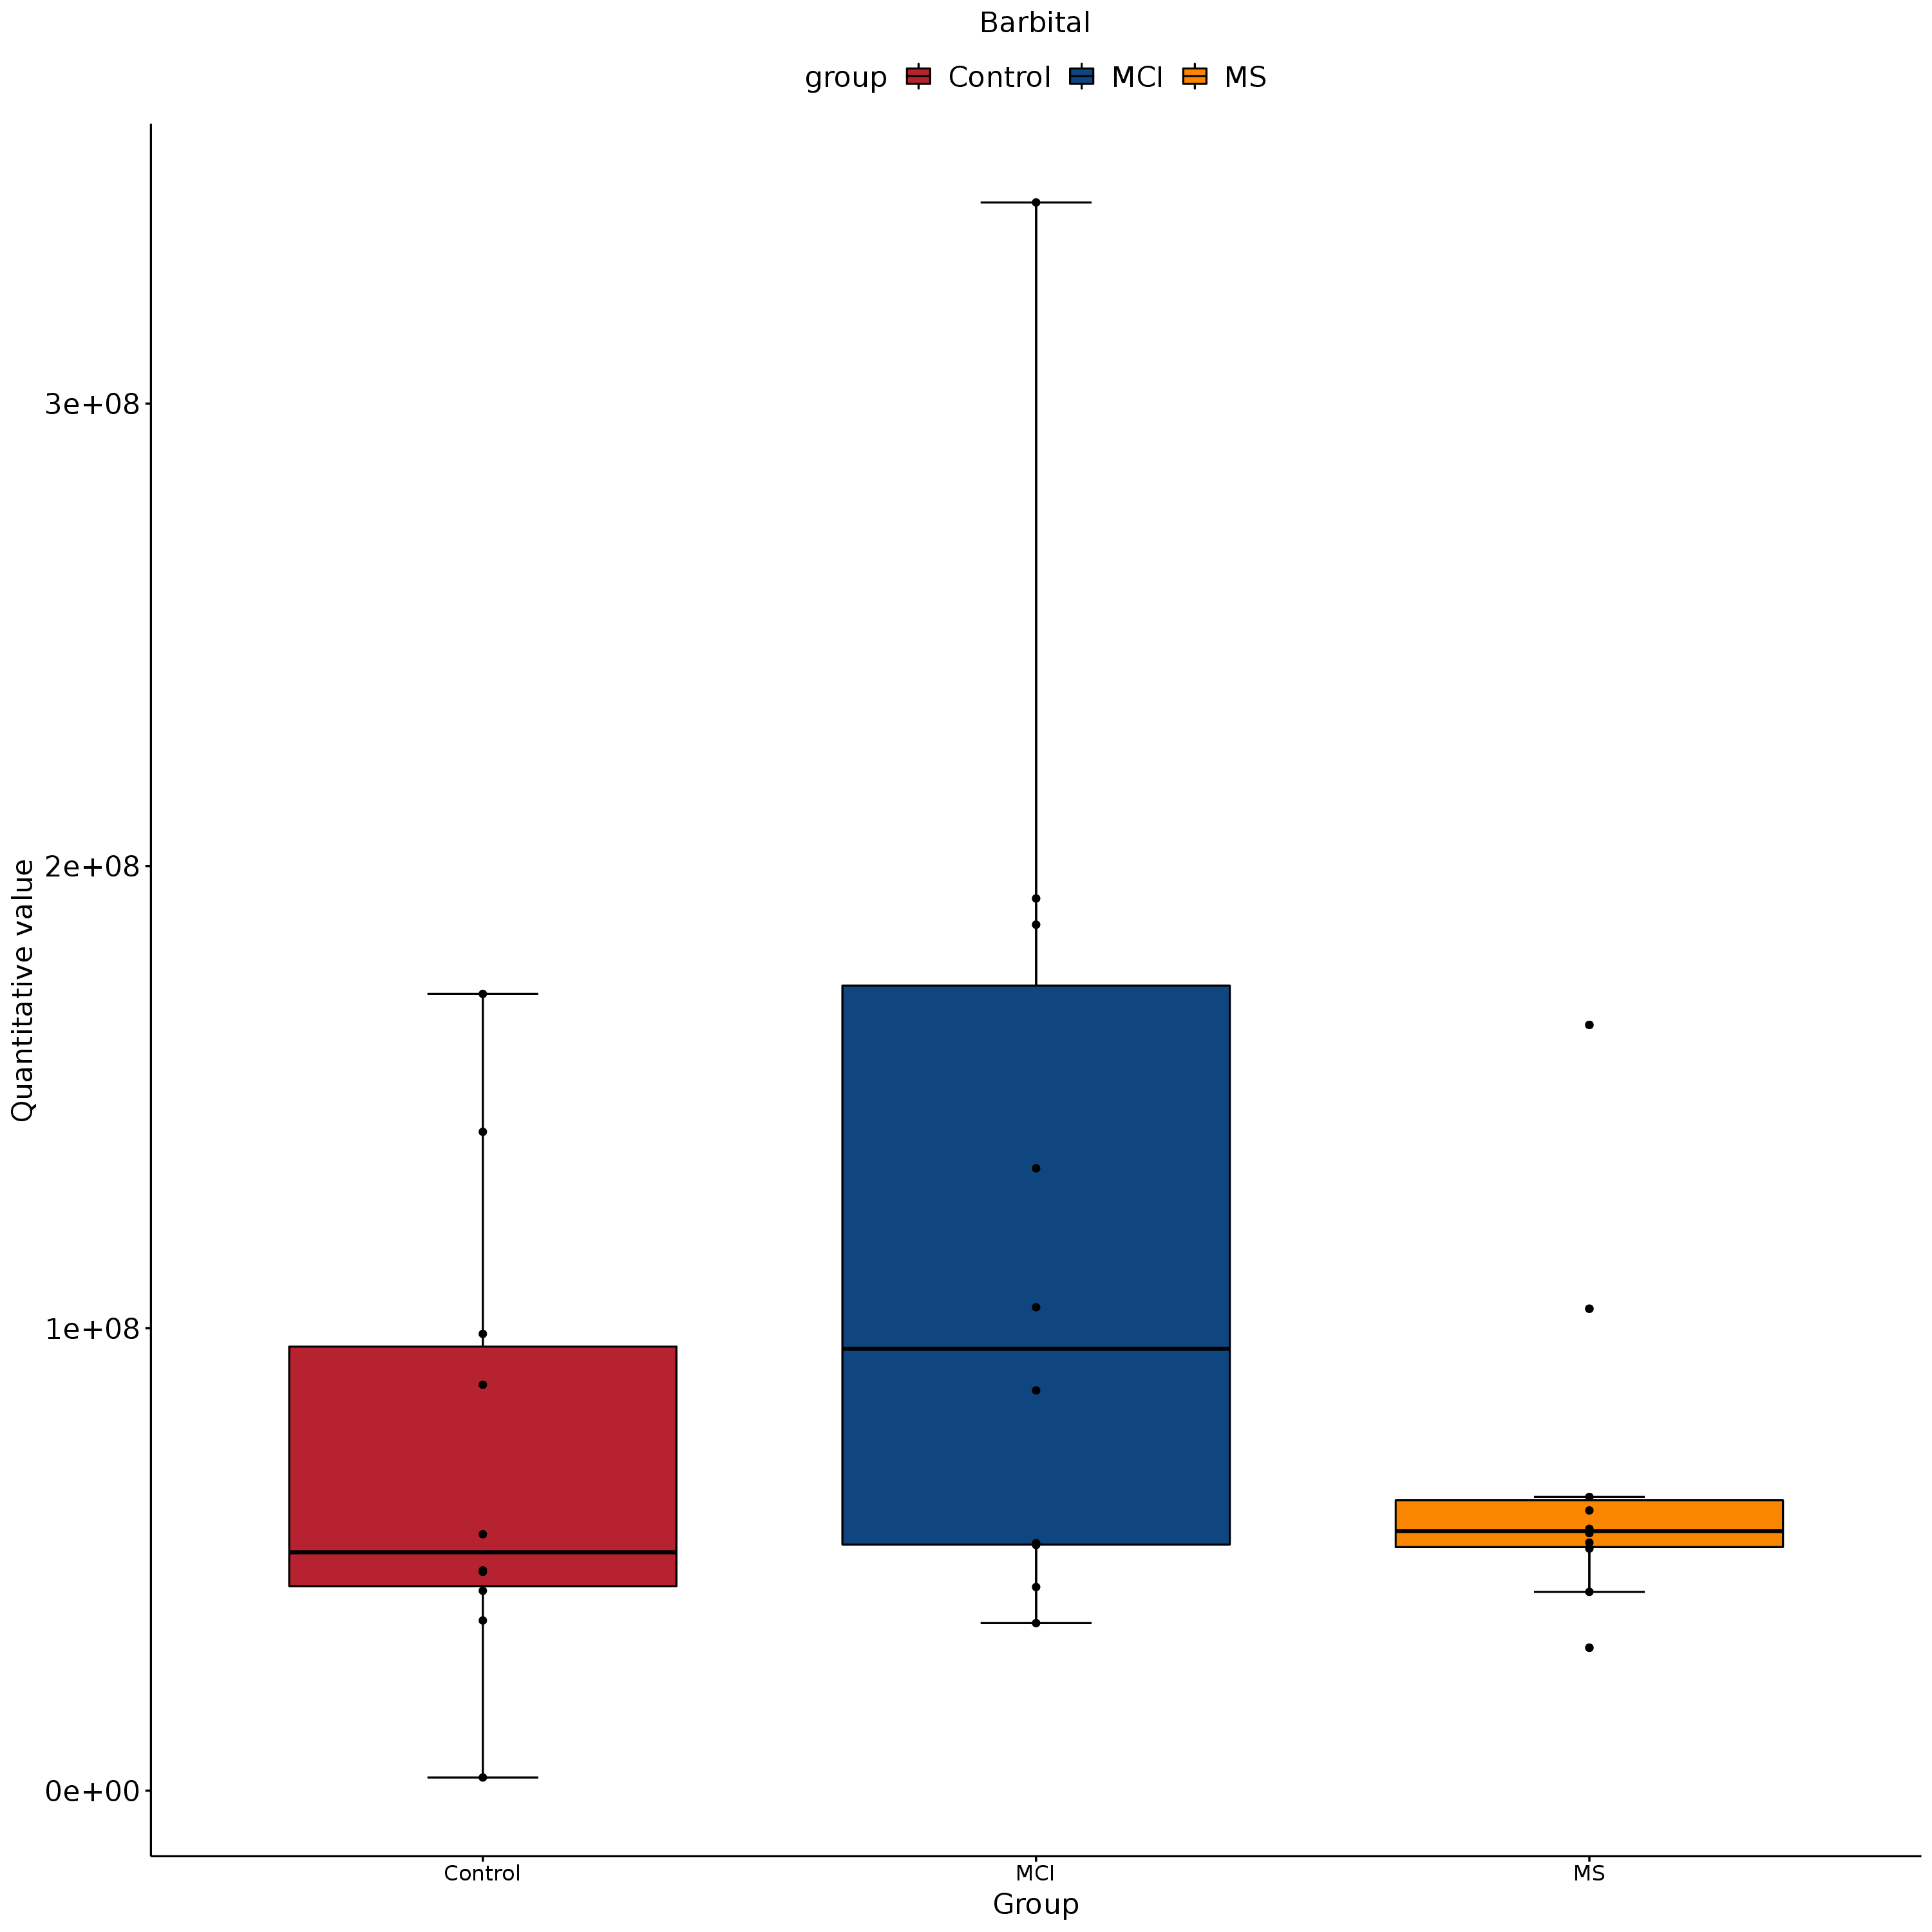 Barbital
group Control MCI MS
Quantitative value
3e+08
2e+08
1e+08
0e+00
Control MCI MS
Group